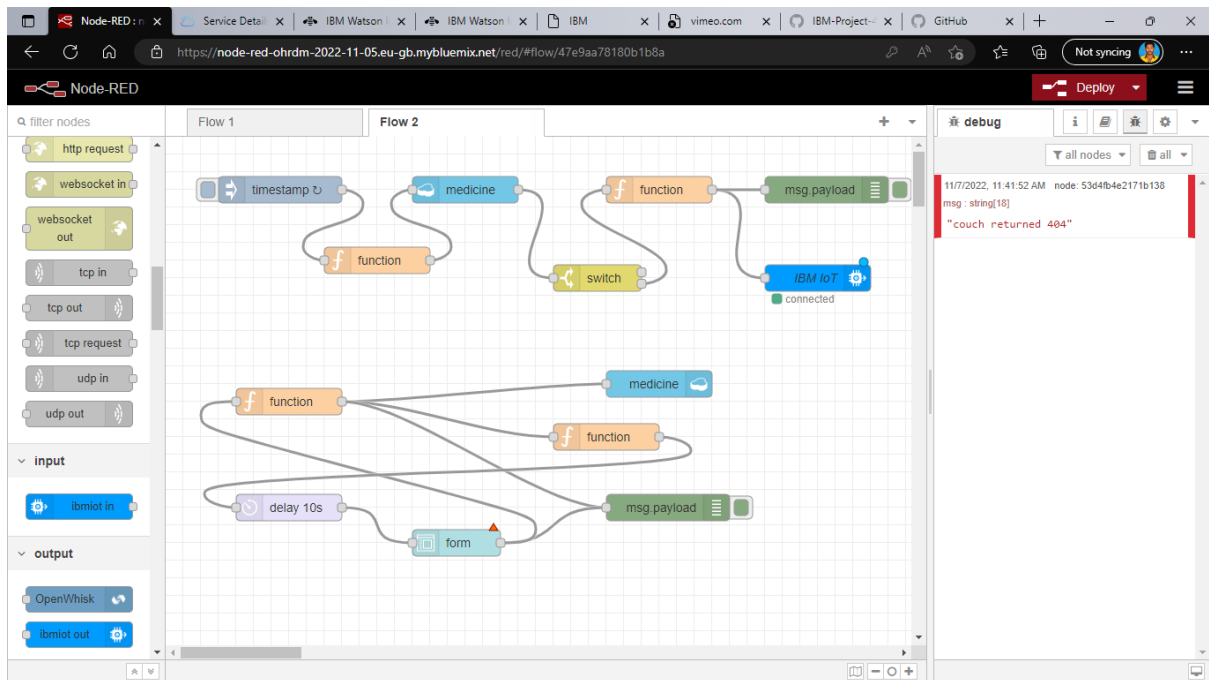 Node-RED : n
Service Detail
IBM Watson I
IBM Watson
IBM
vimeo.com
IBM-Project-
GitHub
https://node-red-ohrdm-2022-11-05.eu-gb.mybluemix.net/red/#flow/47e9aa78180b1b8a
Not syncing
Node-RED
Deploy
filter nodes
Flow 1
Flow 2
debug
i
all nodes
all
http request
websocket in
websocket
out
tcp in
tcp out
tcp request
udp in
udp out
input
ibmiot in
output
OpenWhisk
ibmiot out
timestamp ↻
medicine
function
msg.payload
function
switch
IBM IoT
connected
medicine
function
function
delay 10s
msg.payload
form
11/7/2022, 11:41:52 AM node: 53d4fb4e2171b138
msg : string[18]
"couch returned 404"